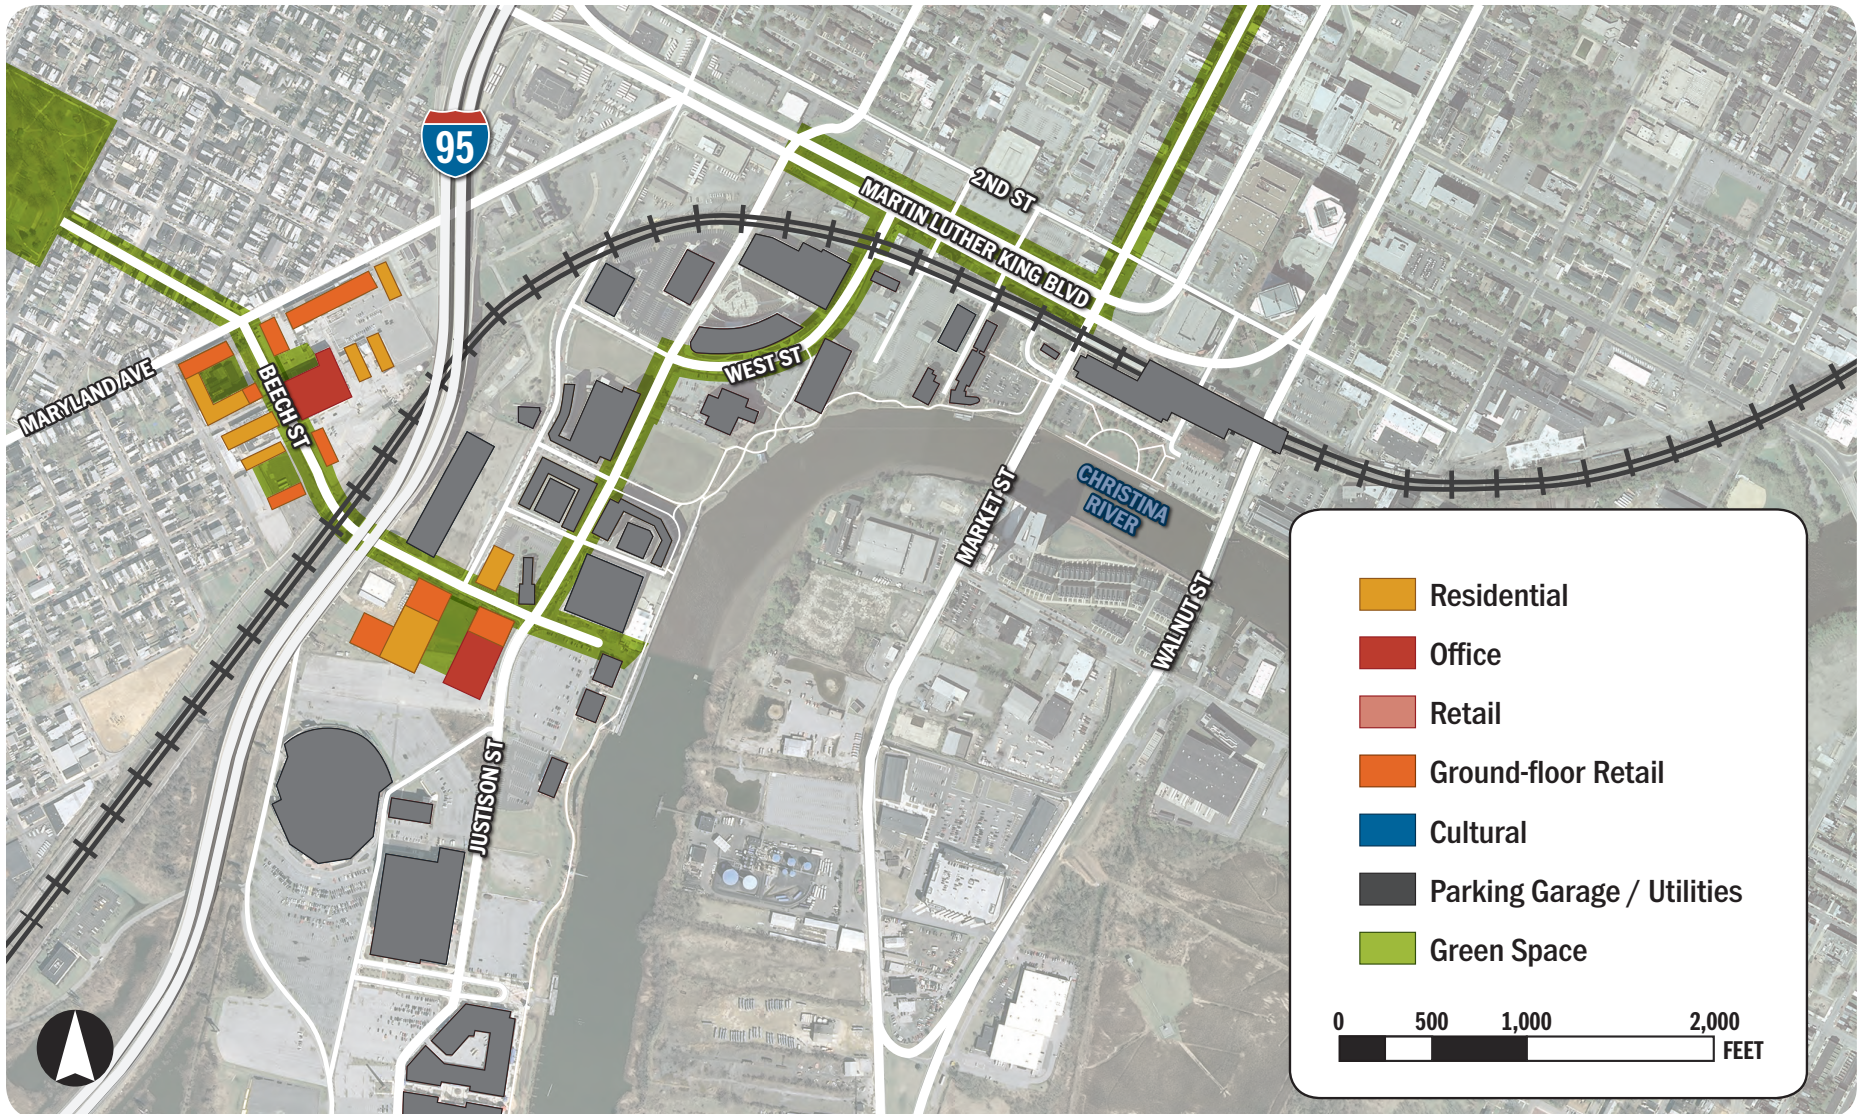 95
2ND ST
MARTIN LUTHER KING BLVD
WEST ST
MARYLAND AVE
BEECH ST
CHRISTINA
RIVER
MARKET ST
WALNUT ST
JUSTISON ST
Residential
Office
Retail
Ground-floor Retail
Cultural
Parking Garage / Utilities
Green Space
0 500 1,000 2,000
FEET